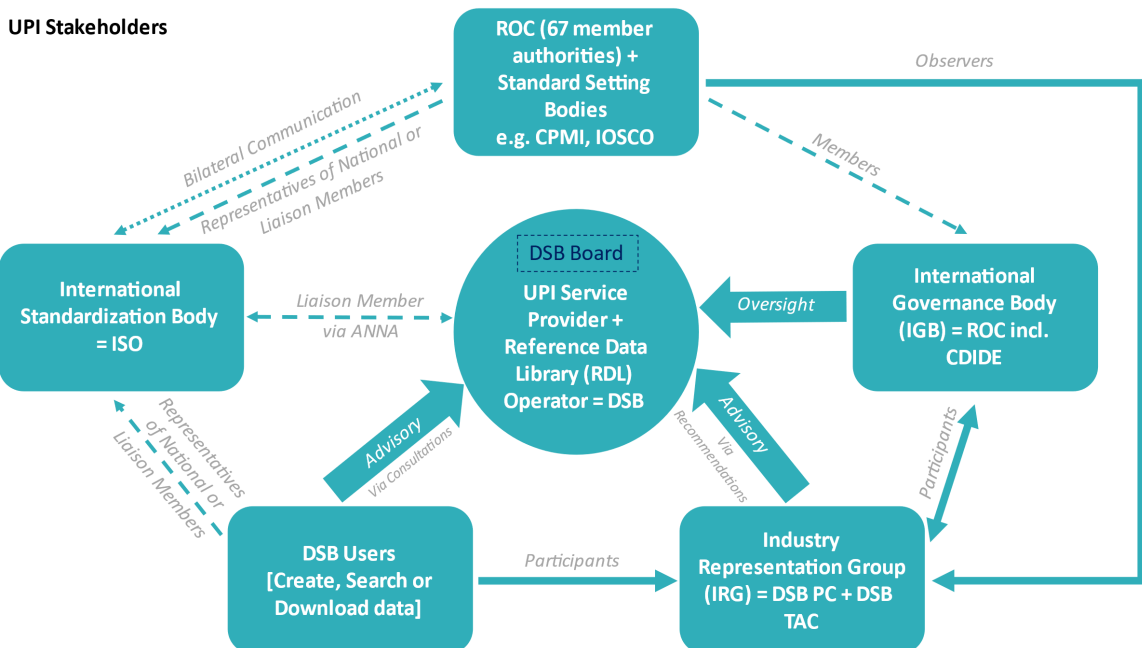 UPI Stakeholders
ROC (67 member
authorities) +
Standard Setting
Bodies
e.g. CPMI, IOSCO
Observers
Bilateral Communication
Representatives of National or
Liaison Members
Members
DSB Board
UPI Service
Provider +
Reference Data
Library (RDL)
Operator = DSB
International
Standardization Body
= ISO
Liaison Member
via ANNA
Oversight
International
Governance Body
(IGB) = ROC incl.
CDIDE
Representatives
of National or
Liaison Members
Advisory
Via Consultations
Advisory
Via
Recommendations
Participants
DSB Users
[Create, Search or
Download data]
Participants
Industry
Representation Group
(IRG) = DSB PC + DSB
TAC